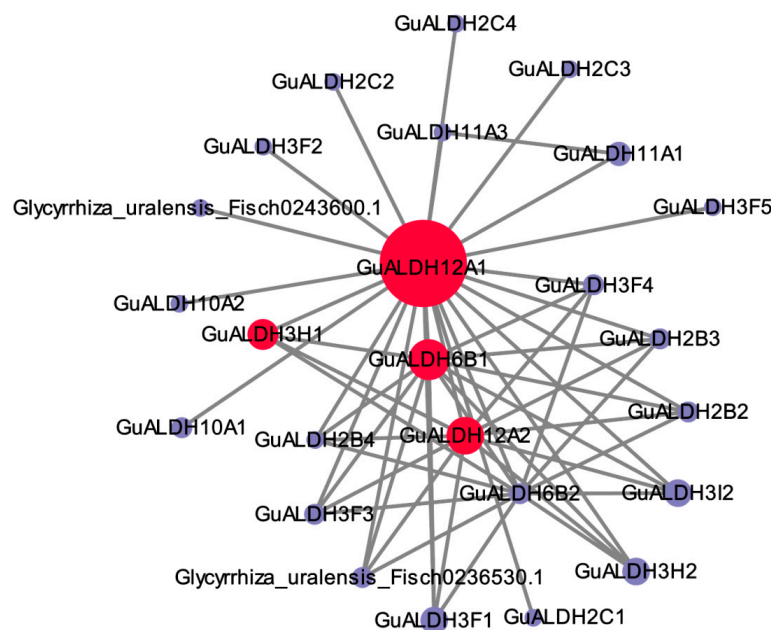 GuALDH2C4
GuALDH2C3
GuALDH2C2
GuALDH11A3
GuALDH3F2
GuALDH11A1
Glycyrrhiza_uralensis_Fisch0243600.1
GuALDH3F5
GuALDH12A1
GuALDH3F4
GuALDH10A2
GuALDH3H1
GuALDH2B3
GuALDH6B1
GuALDH2B2
GuALDH10A1
GuALDH2B4
GuALDH12A2
GuALDH6B2
GuALDH3I2
GuALDH3F3
Glycyrrhiza_uralensis_Fisch0236530.1
GuALDH3H2
GuALDH3F1
GuALDH2C1